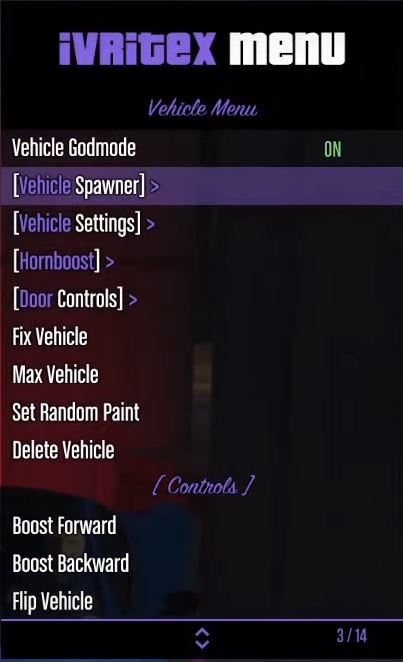 iVRiTeX menu
Vehicle Menu
Vehicle Godmode ON
[Vehicle Spawner] >
[Vehicle Settings] >
[Hornboost] >
[Door Controls] >
Fix Vehicle
Max Vehicle
Set Random Paint
Delete Vehicle
[ Controls ]
Boost Forward
Boost Backward
Flip Vehicle
3 / 14